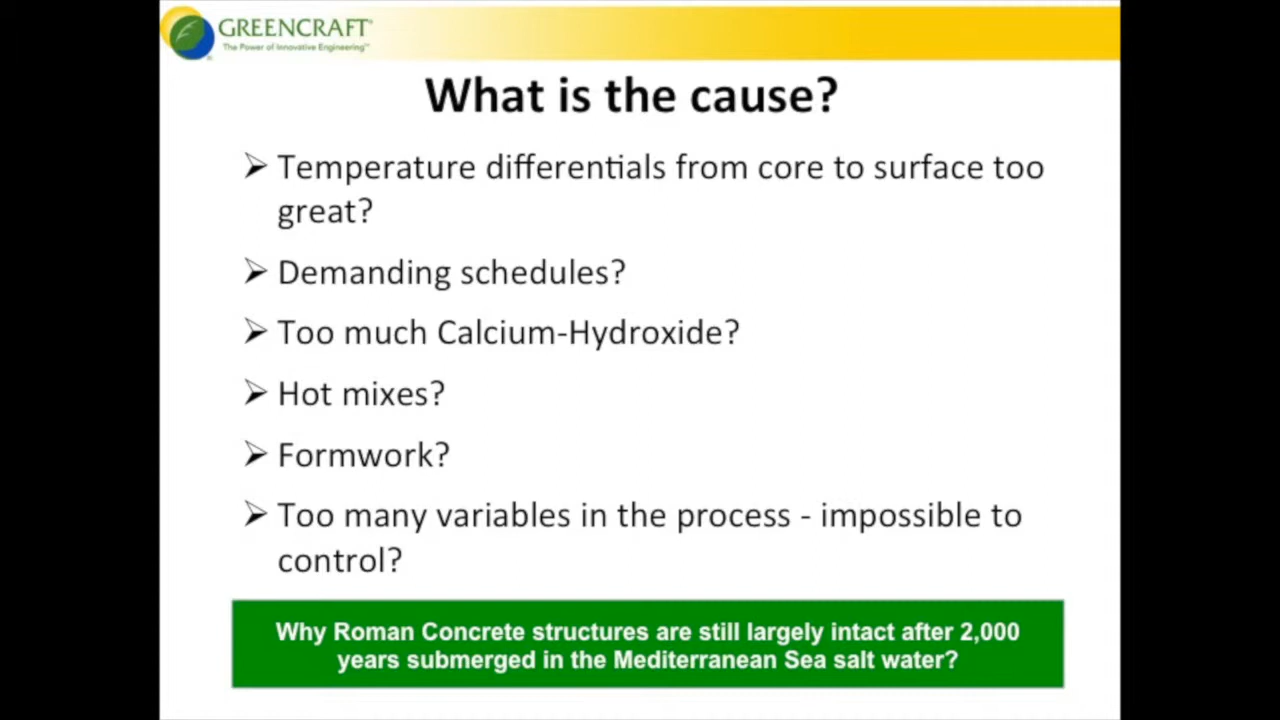 GREENCRAFT®
The Power of Innovative Engineering™
What is the cause?
➢ Temperature differentials from core to surface too
great?
➢ Demanding schedules?
➢ Too much Calcium-Hydroxide?
➢ Hot mixes?
➢ Formwork?
➢ Too many variables in the process - impossible to
control?
Why Roman Concrete structures are still largely intact after 2,000
years submerged in the Mediterranean Sea salt water?